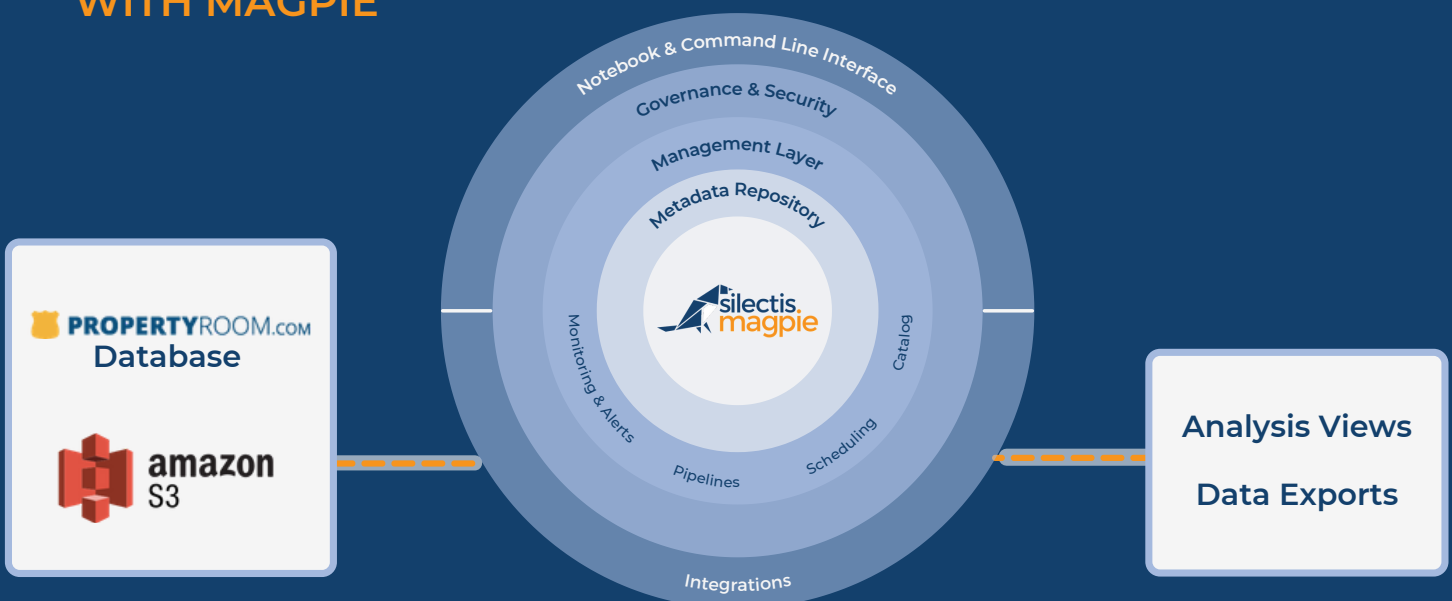 WITH MAGPIE
Notebook & Command Line Interface
Governance & Security
Management Layer
Metadata Repository
silectis
magpie
Monitoring & Alerts
Pipelines
Scheduling
Catalog
Integrations
PROPERTYROOM.COM
Database
amazon
S3
Analysis Views
Data Exports